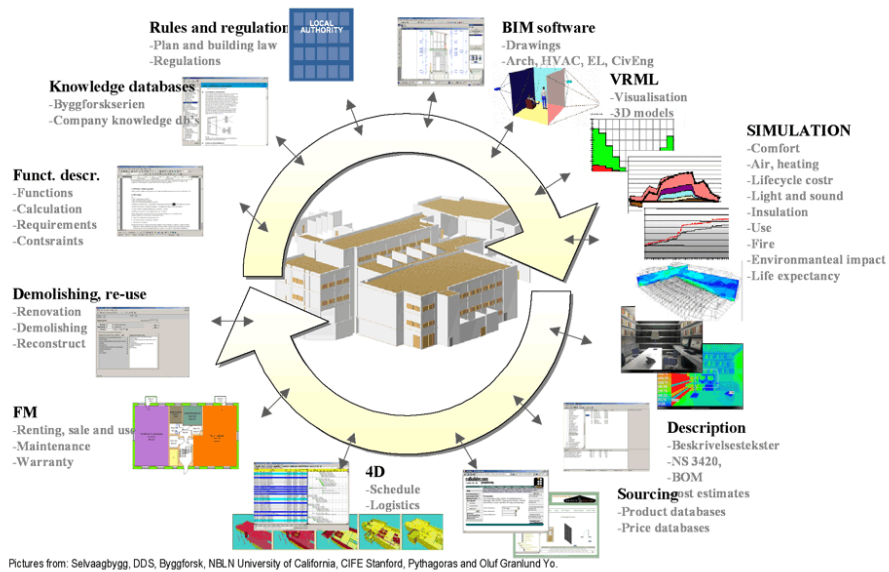 Rules and regulation
-Plan and building law
-Regulations
LOCAL
AUTHORITY
BIM software
-Drawings
-Arch, HVAC, EL, CivEng
VRML
-Visualisation
-3D models
Knowledge databases
-Byggforskserien
-Company knowledge db's
SIMULATION
-Comfort
-Air, heating
-Lifecycle costr
-Light and sound
-Insulation
-Use
-Fire
-Environmanteal impact
-Life expectancy
Funct. descr.
-Functions
-Calculation
-Requirements
-Contsraints
Demolishing, re-use
-Renovation
-Demolishing
-Reconstruct
FM
-Renting, sale and use
-Maintenance
-Warranty
4D
-Schedule
-Logistics
Description
-Beskrivelsestekster
-NS 3420,
-BOM
cost estimates
Sourcing
-Product databases
-Price databases
Pictures from: Selvaagbygg, DDS, Byggforsk, NBLN University of California, CIFE Stanford, Pythagoras and Oluf Granlund Yo.